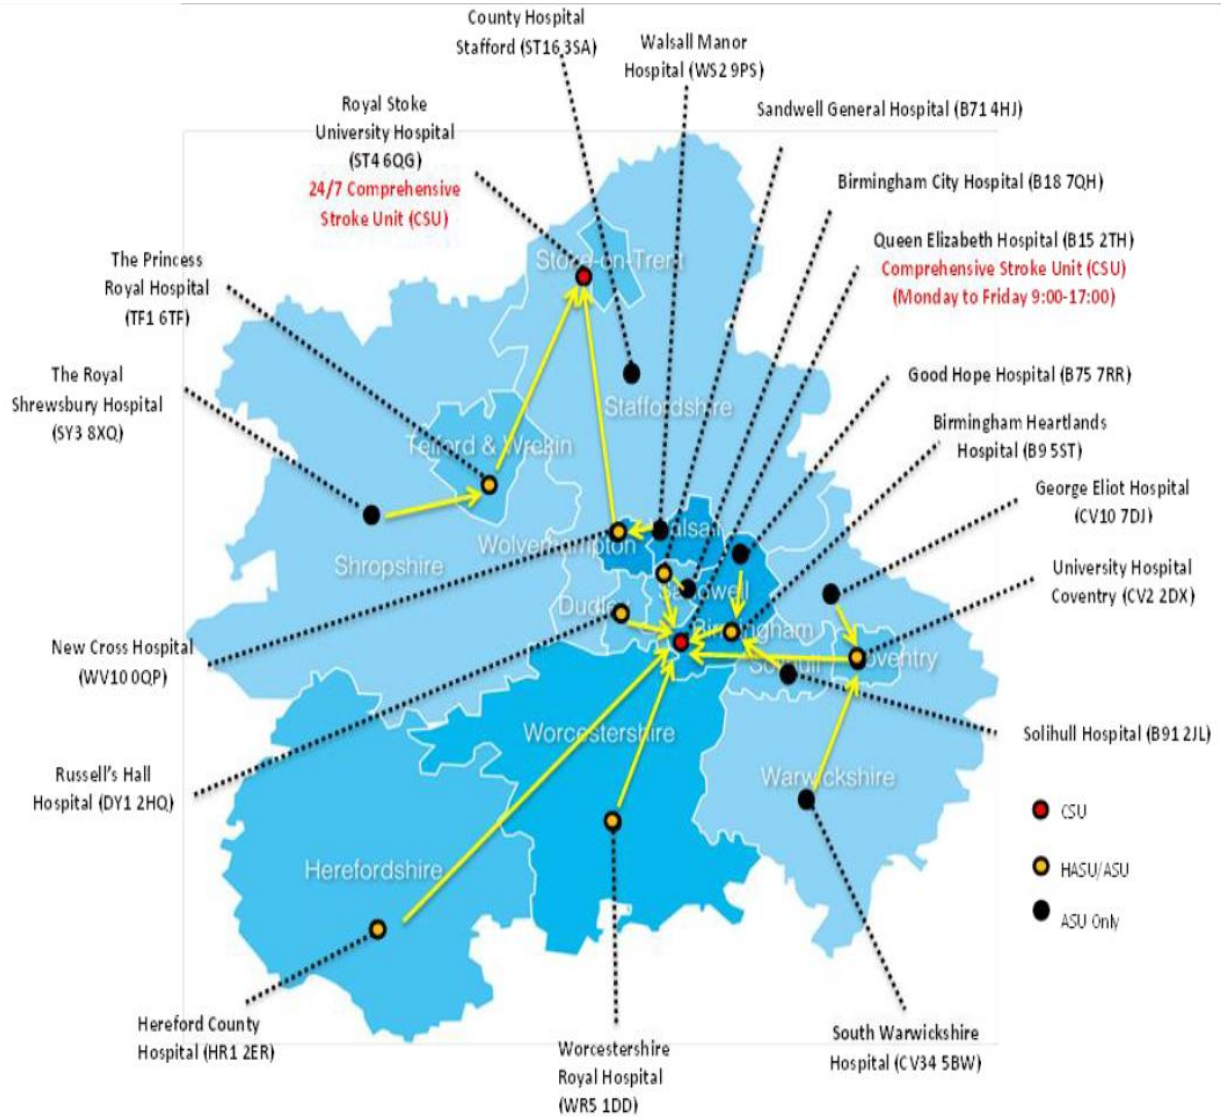 County Hospital
Stafford (ST16 3SA)
Walsall Manor
Hospital (WS2 9PS)
Sandwell General Hospital (B71 4HJ)
Royal Stoke
University Hospital
(ST4 6QG)
24/7 Comprehensive
Stroke Unit (CSU)
Birmingham City Hospital (B18 7QH)
Queen Elizabeth Hospital (B15 2TH)
Comprehensive Stroke Unit (CSU)
(Monday to Friday 9:00-17:00)
The Princess
Royal Hospital
(TF1 6TF)
Stoke-on-Trent
The Royal
Shrewsbury Hospital
(SY3 8XQ)
Good Hope Hospital (B75 7RR)
Staffordshire
Birmingham Heartlands
Hospital (B9 5ST)
Telford & Wrekin
George Eliot Hospital
(CV10 7DJ)
Walsall
Wolverhampton
Shropshire
University Hospital
Coventry (CV2 2DX)
Sandwell
Dudley
Birmingham
New Cross Hospital
(WV10 0QP)
Solihull
Coventry
Worcestershire
Solihull Hospital (B91 2JL)
Russell's Hall
Hospital (DY1 2HQ)
Warwickshire
CSU
Herefordshire
HASU/ASU
ASU Only
Hereford County
Hospital (HR1 2ER)
Worcestershire
Royal Hospital
(WR5 1DD)
South Warwickshire
Hospital (CV34 5BW)